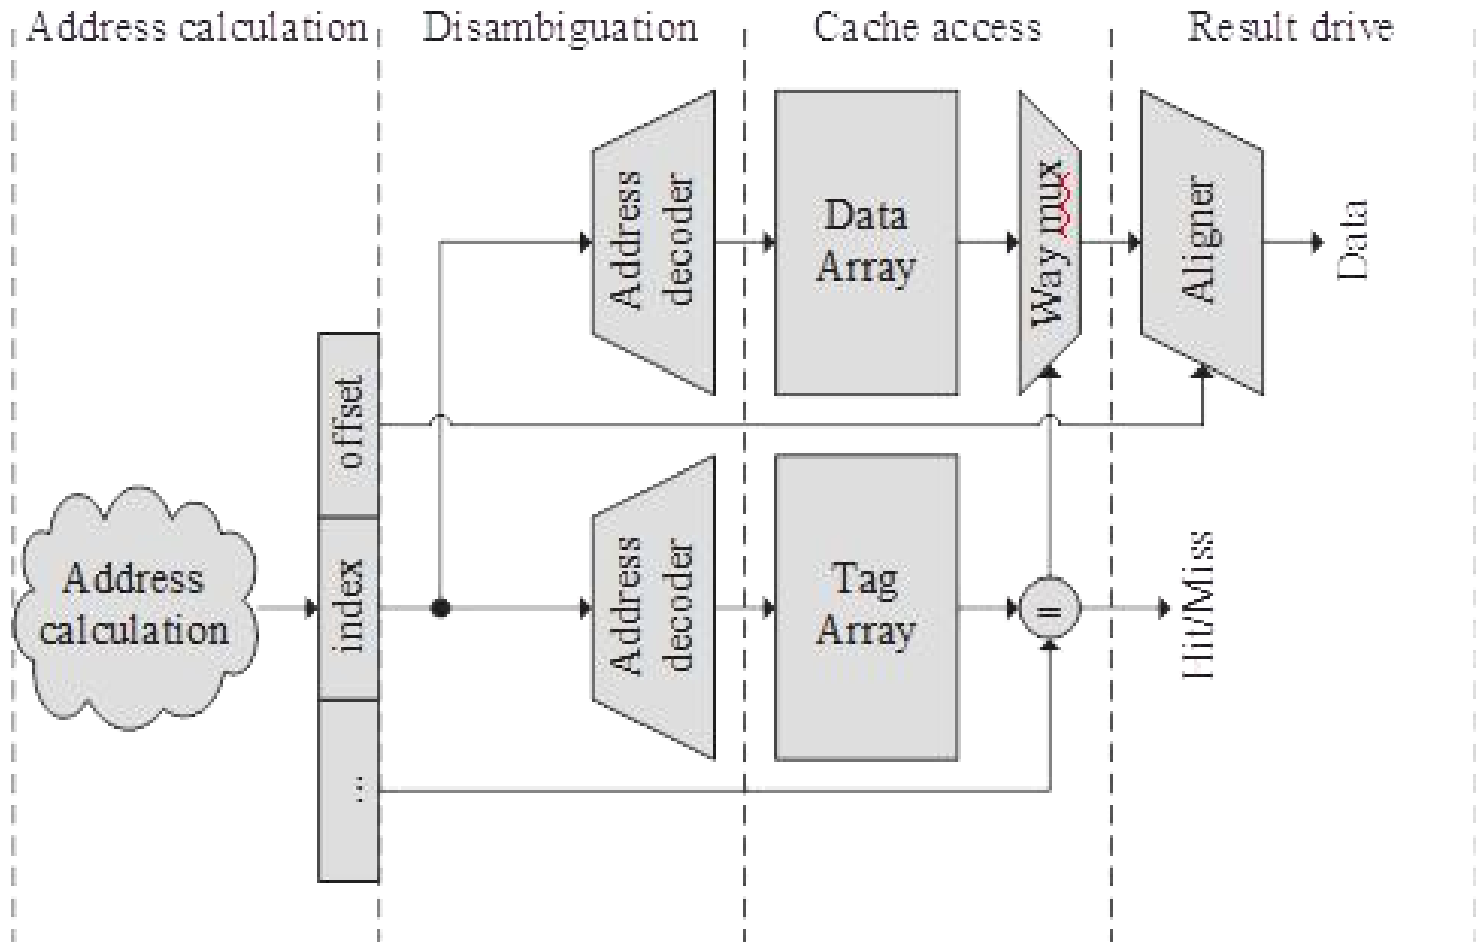 Address calculation
Disambiguation
Cache access
Result drive
Address
decoder
Data
Array
Way mux
Aligner
Data
offset
index
...
Address
calculation
Address
decoder
Tag
Array
=
Hit/Miss